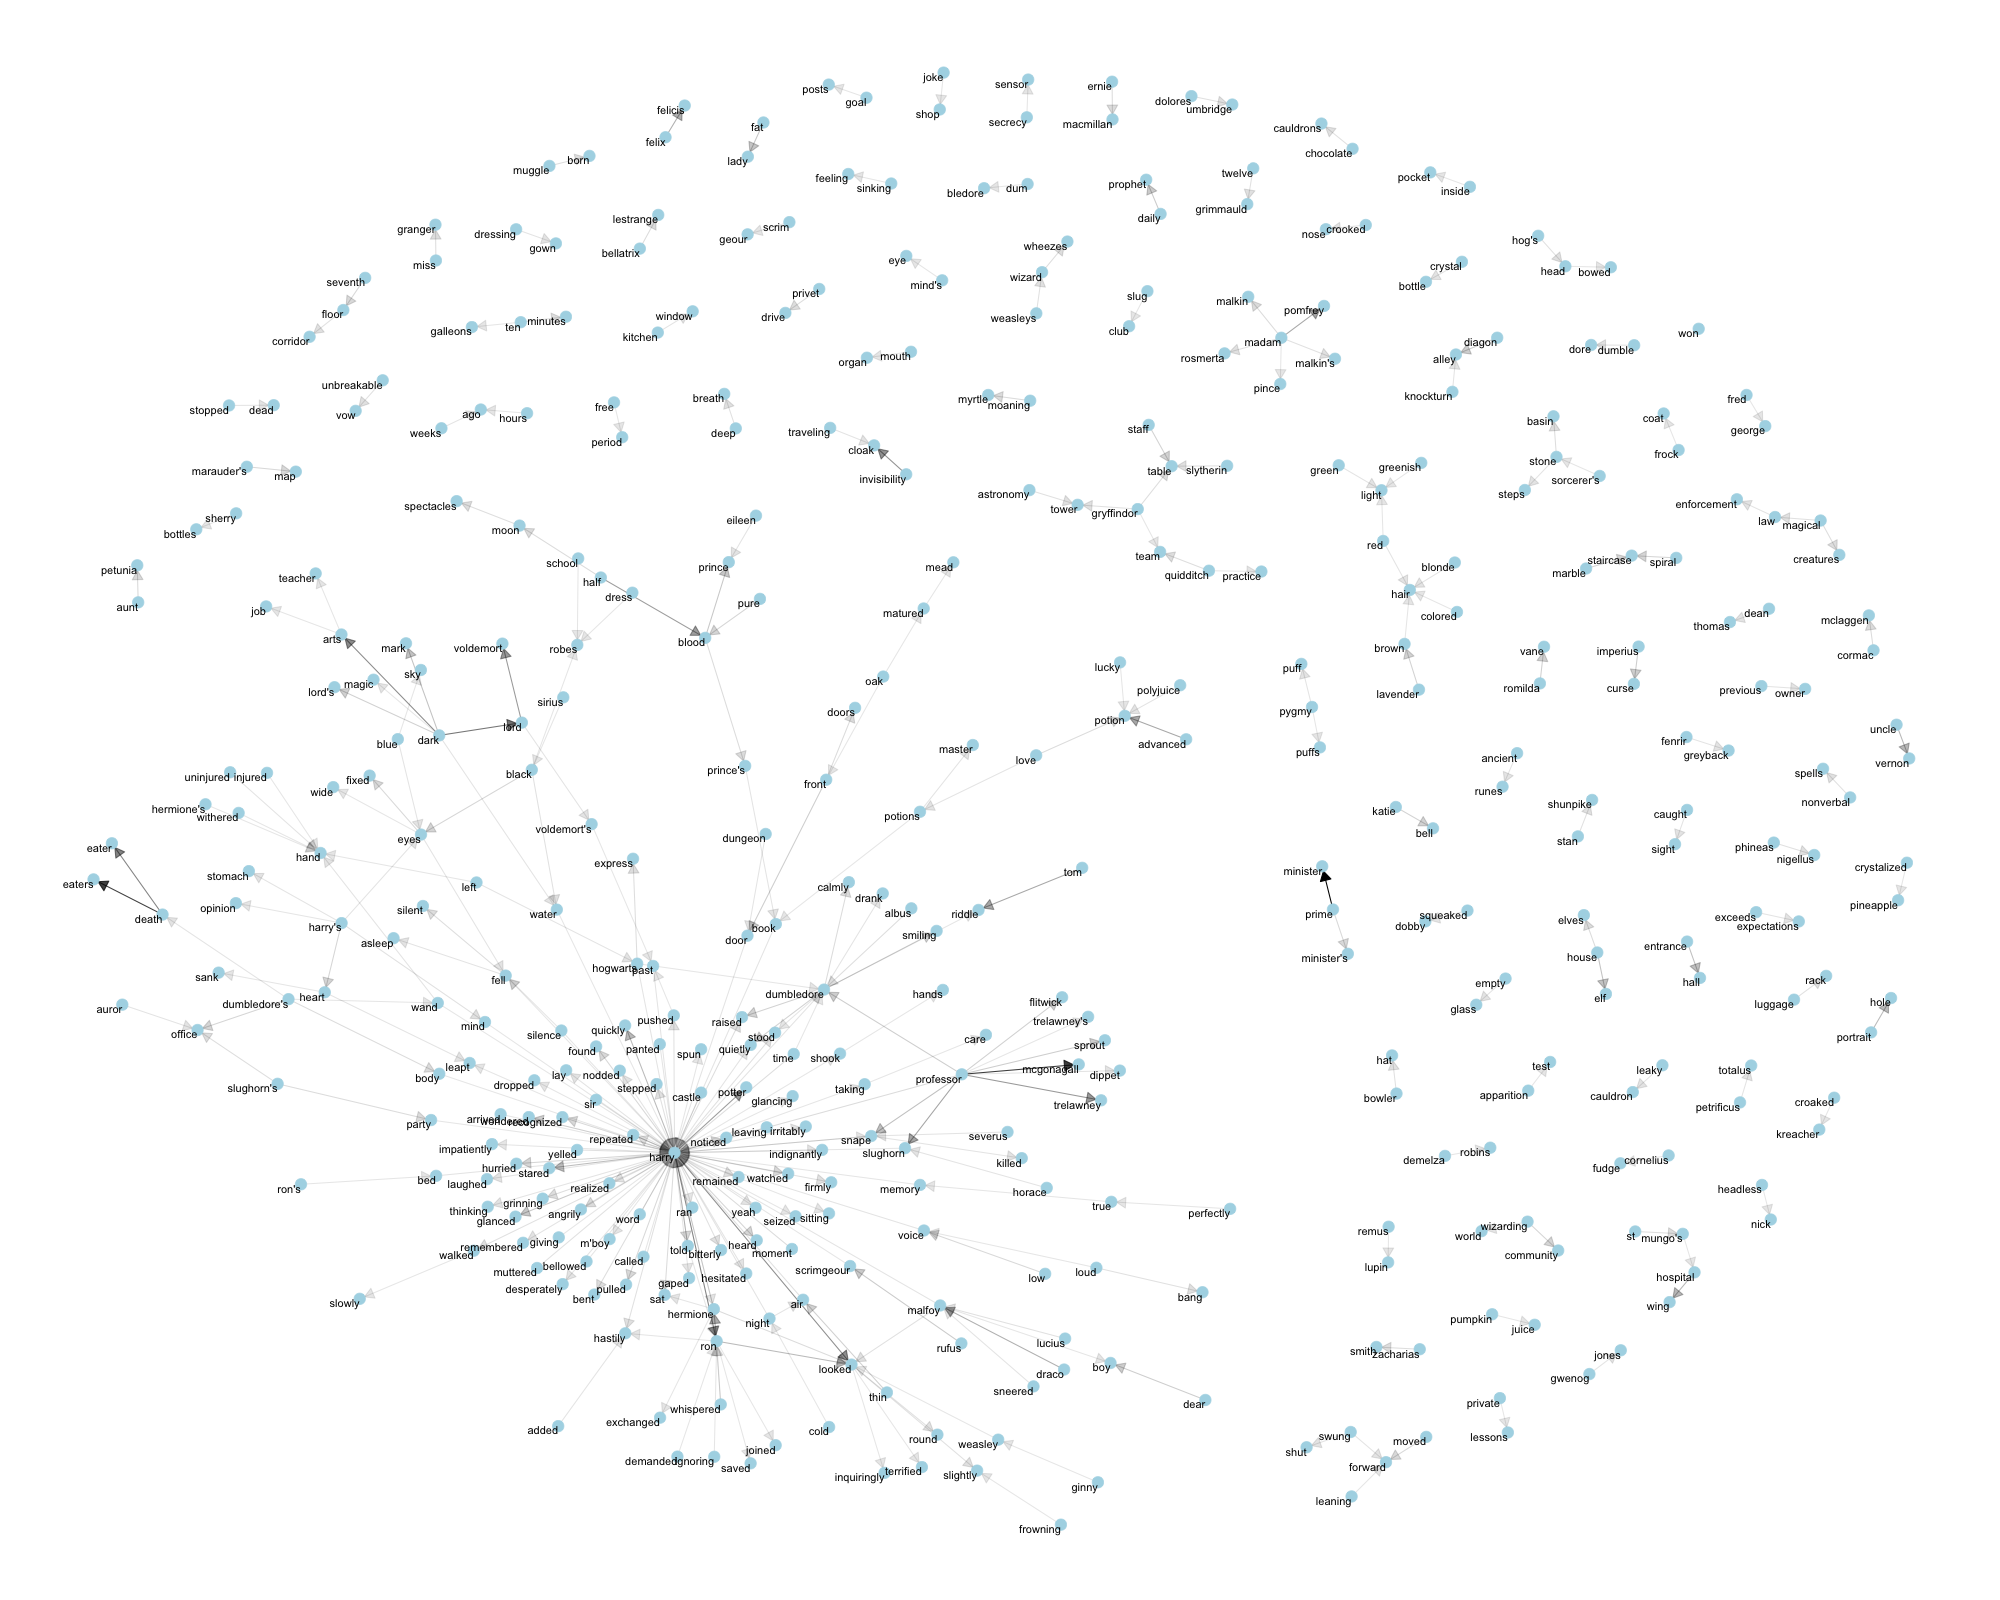 joke
posts
goal
sensor
ernie
shop
secrecy
macmillan
dolores
umbridge
felicis
felix
fat
lady
cauldrons
chocolate
muggle
born
feeling
sinking
bledore
dum
prophet
daily
twelve
grimmauld
pocket
inside
granger
miss
dressing
gown
lestrange
bellatrix
geour
scrim
nose
crooked
wheezes
wizard
weasleys
eye
mind's
hog's
head
bowed
crystal
bottle
seventh
floor
corridor
galleons
ten
minutes
window
kitchen
privet
drive
slug
club
malkin
pomfrey
madam
rosmerta
malkin's
pince
organ
mouth
diagon
alley
knockturn
dore
dumble
won
unbreakable
vow
stopped
dead
weeks
ago
hours
free
period
breath
deep
myrtle
moaning
traveling
cloak
invisibility
staff
table
slytherin
basin
stone
steps
sorcerer's
coat
frock
fred
george
marauder's
map
green
greenish
light
astronomy
tower
gryffindor
team
quidditch
practice
enforcement
law
magical
creatures
sherry
bottles
spectacles
moon
eileen
prince
school
half
dress
pure
blood
robes
mead
matured
red
blonde
hair
colored
brown
lavender
marble
staircase
spiral
petunia
aunt
teacher
job
arts
mark
sky
voldemort
lord's
magic
lord
dark
blue
sirius
black
oak
doors
front
lucky
polyjuice
potion
advanced
puff
pygmy
puffs
vane
romilda
imperius
curse
thomas
dean
mclaggen
cormac
previous
owner
uncle
vernon
uninjured
injured
wide
fixed
hermione's
withered
hand
eyes
voldemort's
prince's
master
love
potions
dungeon
ancient
runes
fenrir
greyback
spells
nonverbal
katie
bell
shunpike
stan
caught
sight
phineas
nigellus
eater
eaters
death
stomach
opinion
harry's
silent
asleep
left
water
express
calmly
drank
albus
tom
riddle
smiling
book
door
minister
prime
minister's
dobby
squeaked
elves
house
elf
entrance
hall
exceeds
expectations
crystalized
pineapple
sank
heart
fell
hogwarts
past
dumbledore
hands
auror
dumbledore's
office
wand
mind
silence
quickly
pushed
raised
stood
flitwick
trelawney's
empty
glass
luggage
rack
hole
portrait
found
panted
spun
quietly
time
shook
care
sprout
leapt
body
slughorn's
dropped
lay
nodded
stepped
castle
potter
glancing
taking
professor
mcgonagall
dippet
trelawney
hat
bowler
test
apparition
leaky
cauldron
totalus
petrificus
croaked
kreacher
party
arrived
wondered
recognized
sir
repeated
harry
noticed
leaving
irritably
snape
severus
slughorn
killed
impatiently
yelled
indignantly
hurried
stared
laughed
bed
ron's
realized
remained
watched
firmly
memory
horace
true
perfectly
demelza
robins
fudge
cornelius
headless
nick
thinking
grinning
glanced
angrily
word
ran
yeah
seized
sitting
voice
remus
lupin
wizarding
world
community
st
mungo's
hospital
wing
walked
remembered
giving
m'boy
told
bitterly
heard
moment
muttered
bellowed
called
desperately
bent
pulled
gaped
hesitated
scrimgeour
low
loud
bang
slowly
sat
hermione
night
air
malfoy
hastily
ron
rufus
lucius
boy
pumpkin
juice
smith
zacharias
jones
gwenog
looked
thin
sneered
draco
dear
added
exchanged
whispered
cold
round
weasley
demanded
ignoring
saved
joined
inquiringly
terrified
slightly
ginny
frowning
private
lessons
shut
swung
moved
forward
leaning